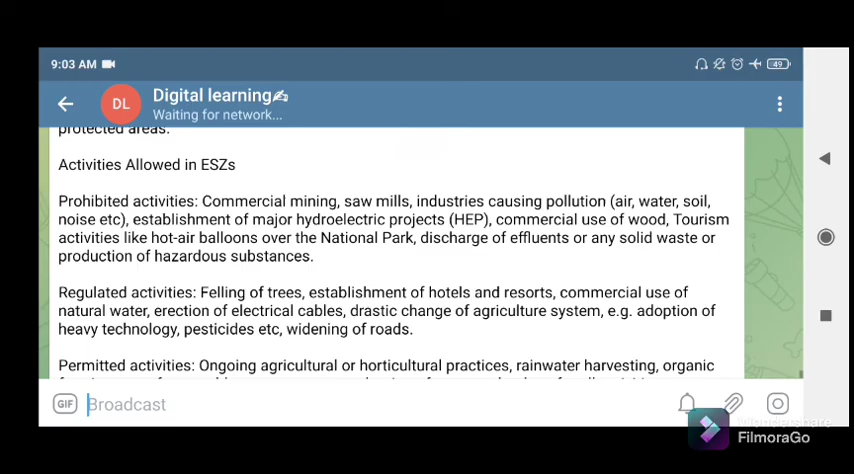 9:03 AM
49
DL
Digital learning✍
Waiting for network...
protected areas.
Activities Allowed in ESZs
Prohibited activities: Commercial mining, saw mills, industries causing pollution (air, water, soil,
noise etc), establishment of major hydroelectric projects (HEP), commercial use of wood, Tourism
activities like hot-air balloons over the National Park, discharge of effluents or any solid waste or
production of hazardous substances.
Regulated activities: Felling of trees, establishment of hotels and resorts, commercial use of
natural water, erection of electrical cables, drastic change of agriculture system, e.g. adoption of
heavy technology, pesticides etc, widening of roads.
Permitted activities: Ongoing agricultural or horticultural practices, rainwater harvesting, organic
GIF
Broadcast
Wondershare
FilmoraGo